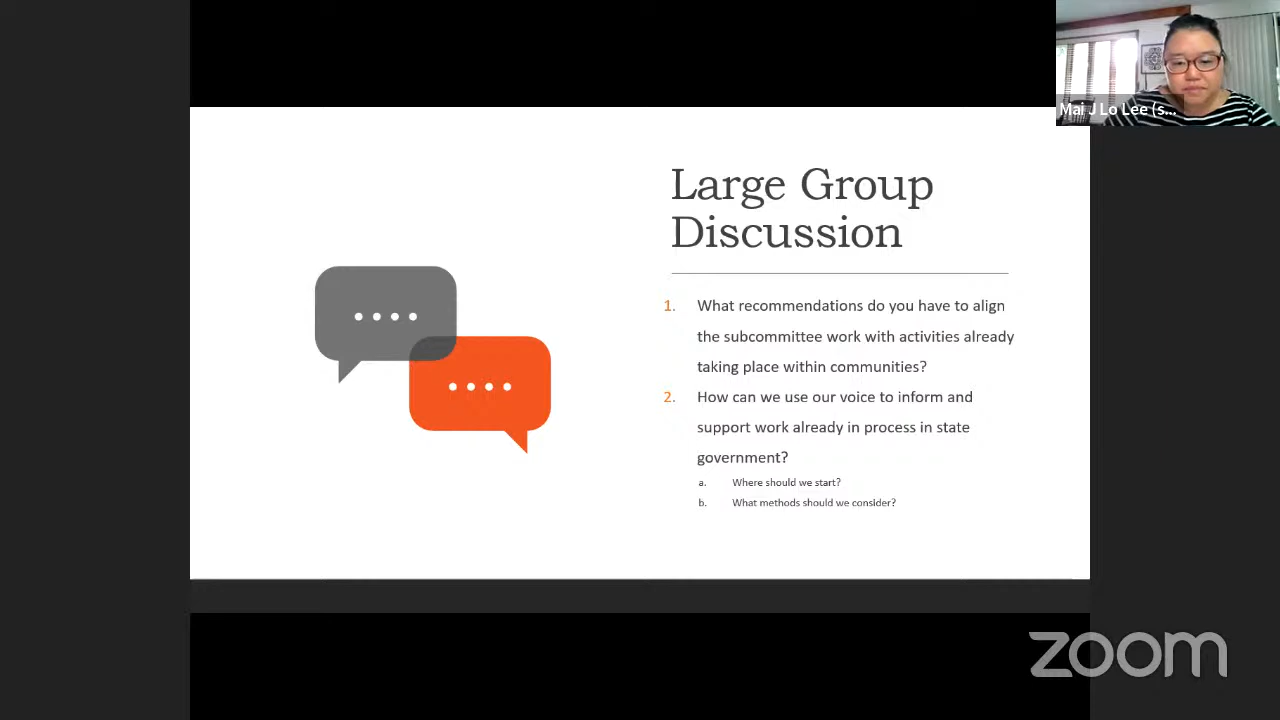 Mai J Lo Lee (s...
Large Group
Discussion
1. What recommendations do you have to align
the subcommittee work with activities already
taking place within communities?
2. How can we use our voice to inform and
support work already in process in state
government?
a. Where should we start?
b. What methods should we consider?
zoom